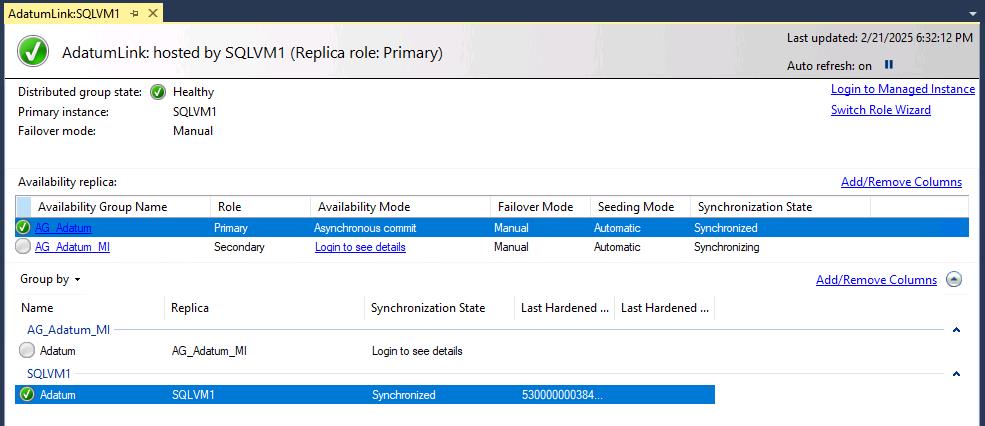 AdatumLink:SQLVM1
AdatumLink: hosted by SQLVM1 (Replica role: Primary)
Last updated: 2/21/2025 6:32:12 PM
Auto refresh: on
Distributed group state: Healthy
Login to Managed Instance
Primary instance: SQLVM1
Switch Role Wizard
Failover mode: Manual
Availability replica:
Add/Remove Columns
Availability Group Name Role Availability Mode Failover Mode Seeding Mode Synchronization State
AG_Adatum Primary Asynchronous commit Manual Automatic Synchronized
AG_Adatum_MI Secondary Login to see details Manual Automatic Synchronizing
Group by
Add/Remove Columns
Name Replica Synchronization State Last Hardened ... Last Hardened ...
AG_Adatum_MI
Adatum AG_Adatum_MI Login to see details
SQLVM1
Adatum SQLVM1 Synchronized 530000000384...